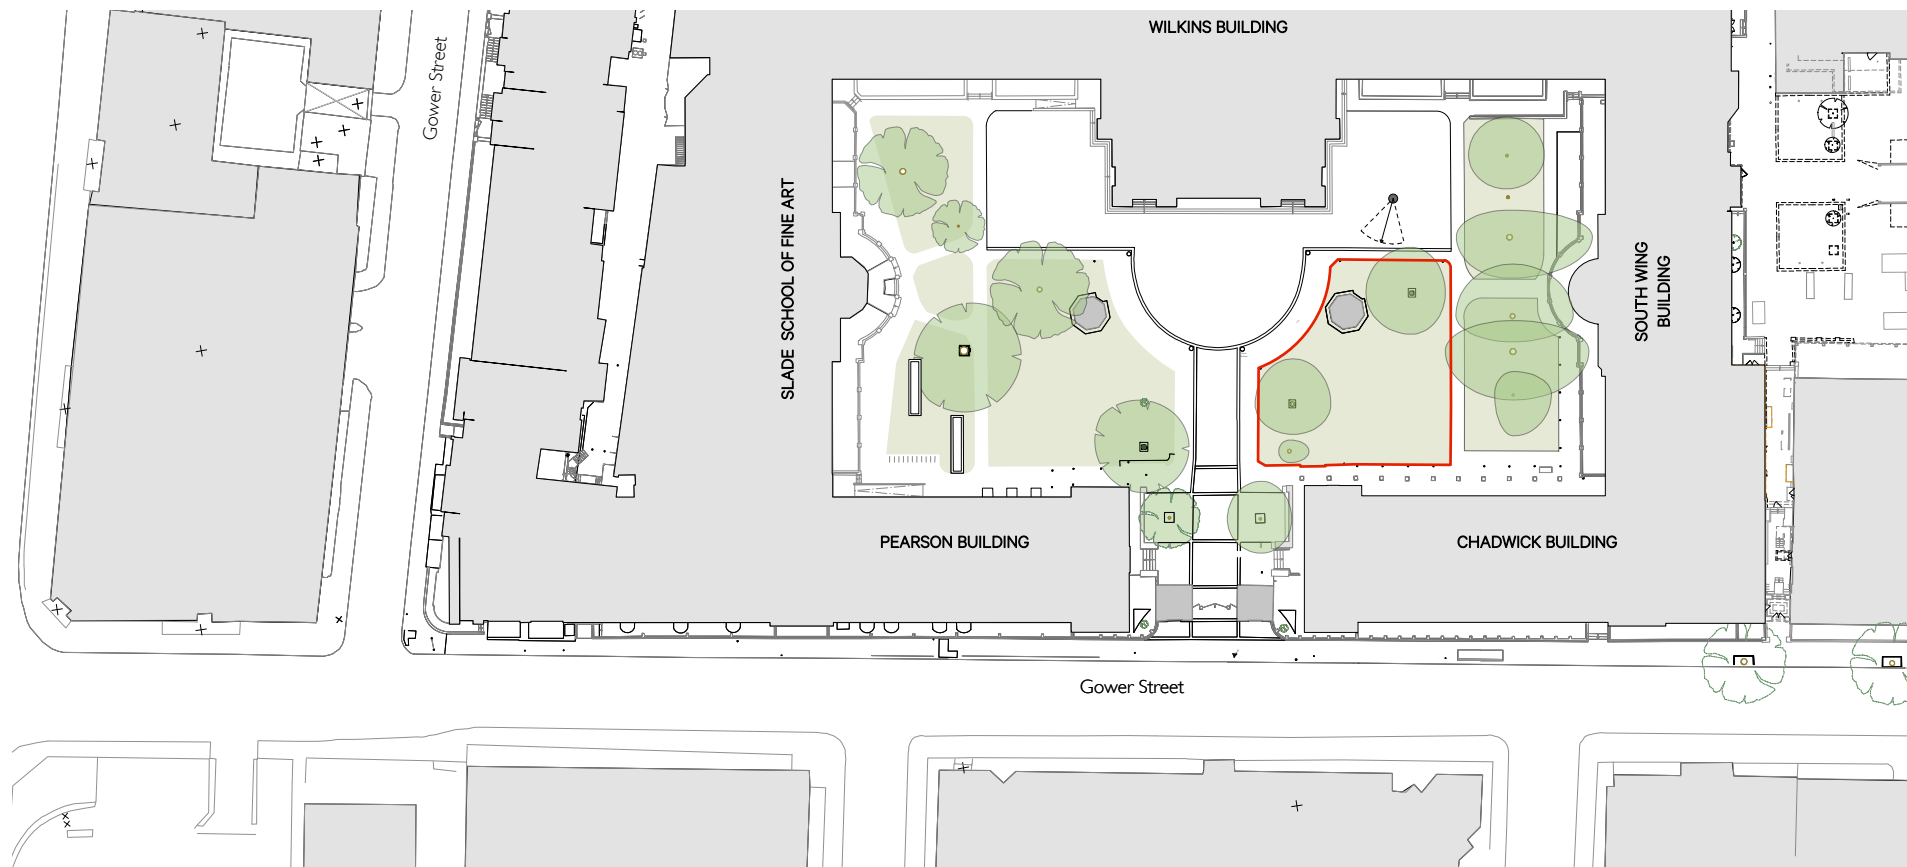 WILKINS BUILDING
Gower Street
SLADE SCHOOL OF FINE ART
SOUTH WING
BUILDING
PEARSON BUILDING
CHADWICK BUILDING
Gower Street